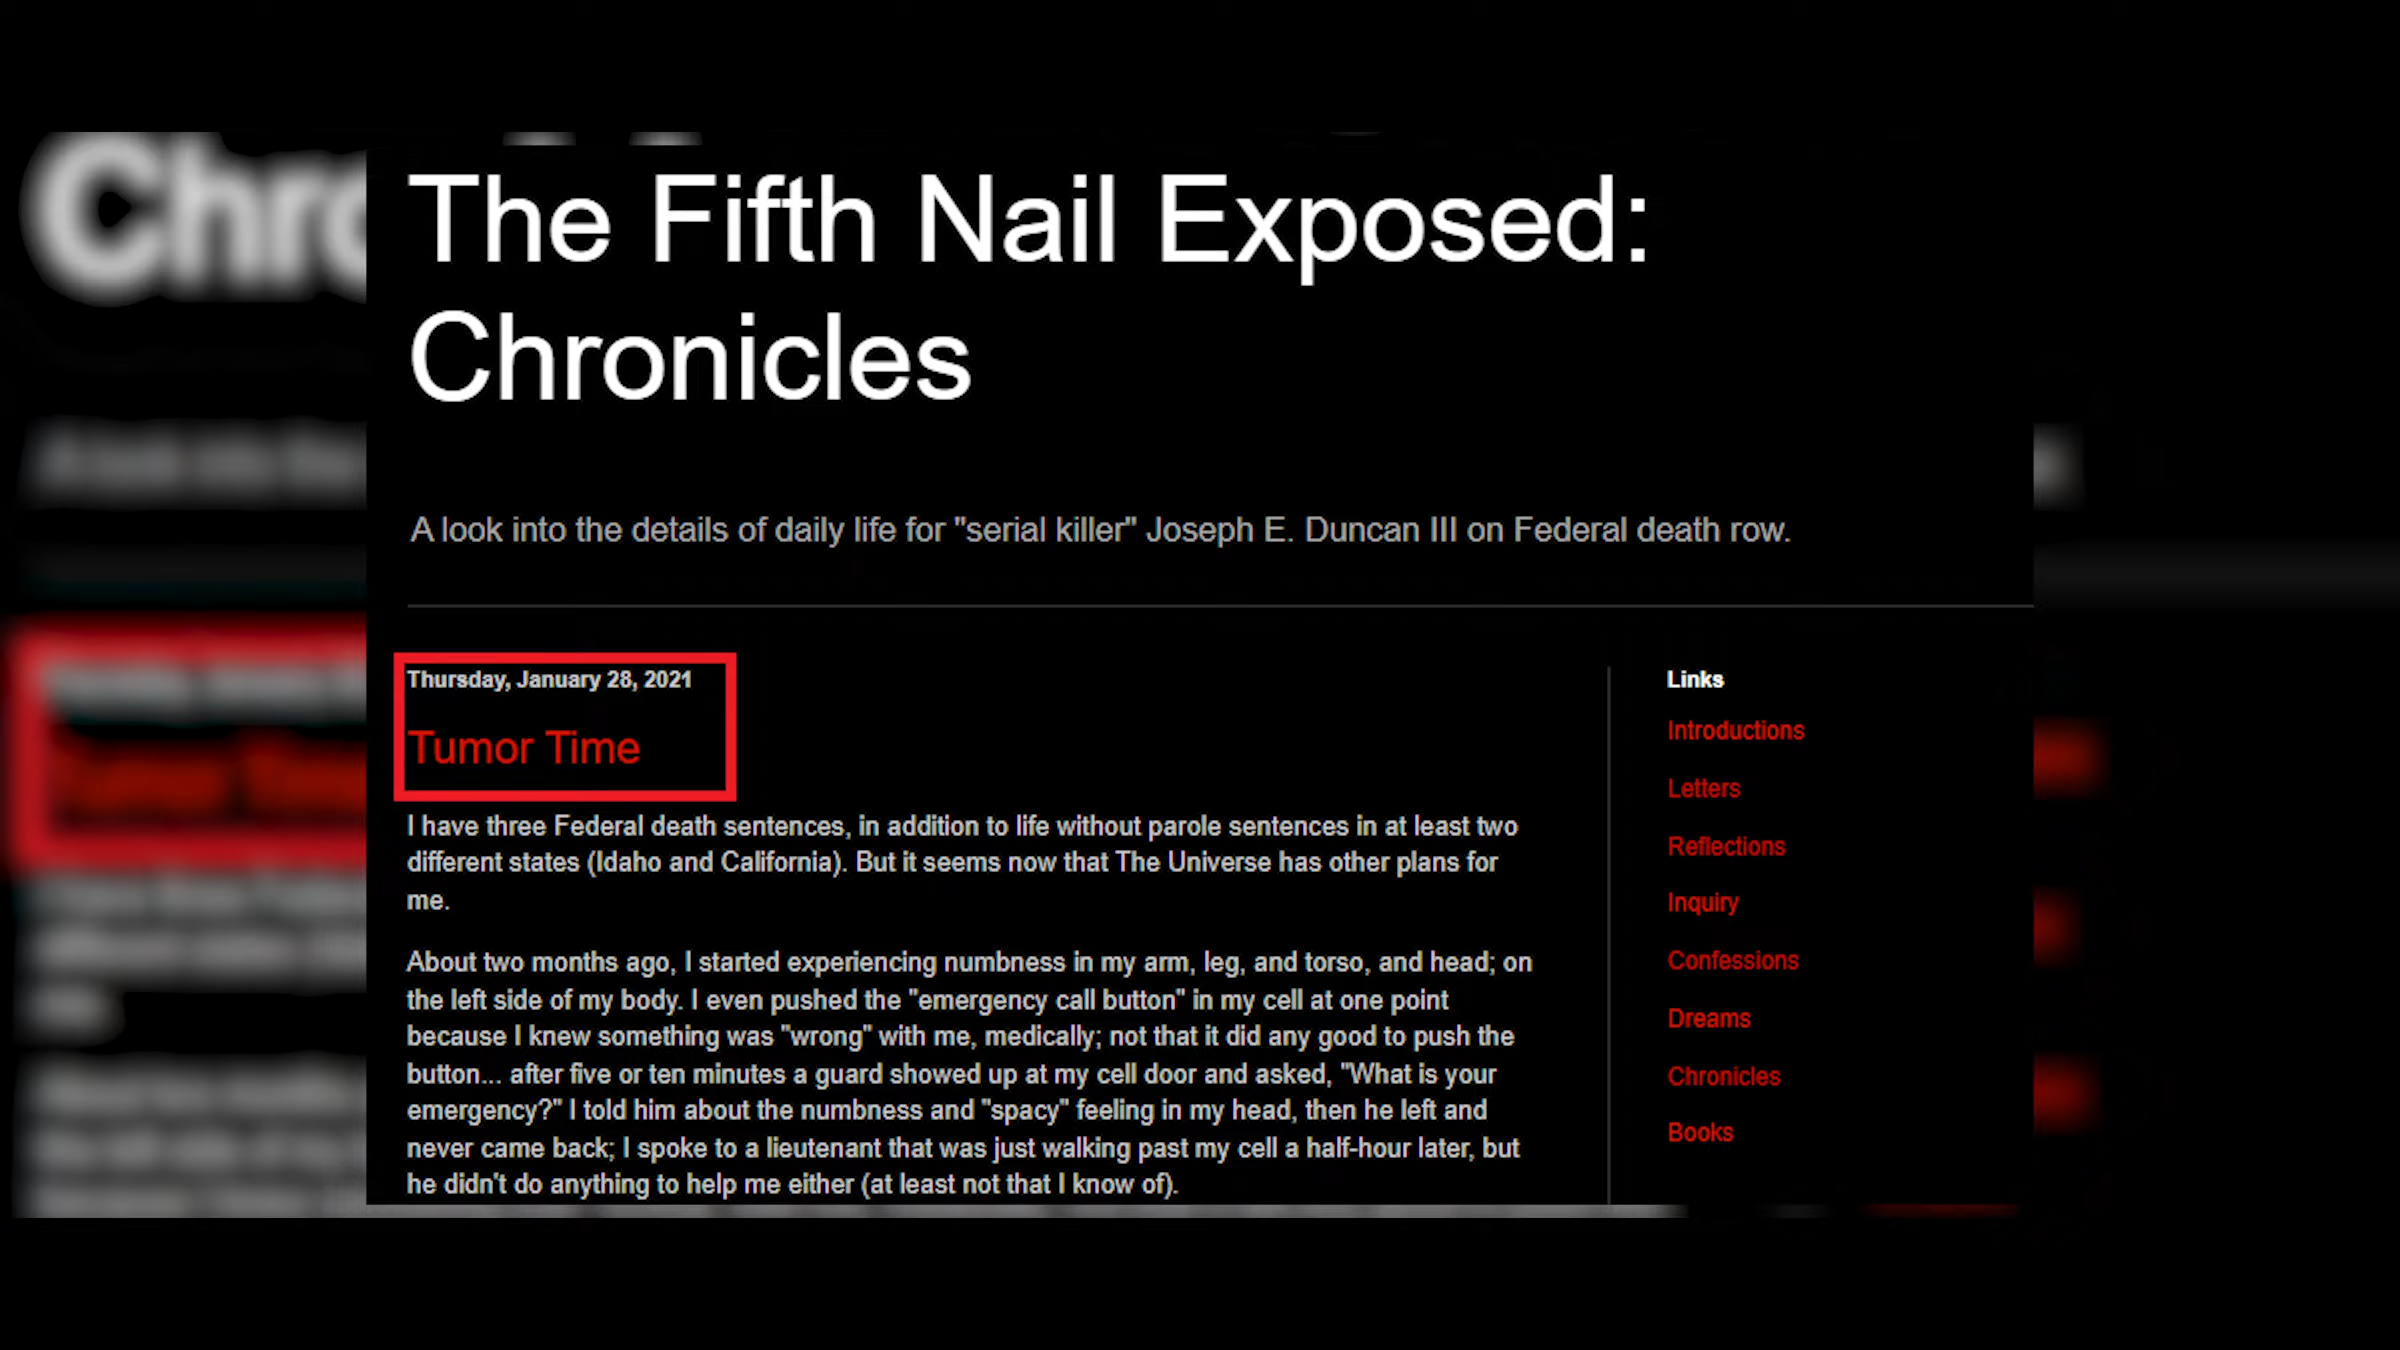 The Fifth Nail Exposed:
Chronicles
A look into the details of daily life for "serial killer" Joseph E. Duncan III on Federal death row.
Thursday, January 28, 2021
Tumor Time
I have three Federal death sentences, in addition to life without parole sentences in at least two
different states (Idaho and California). But it seems now that The Universe has other plans for
me.
About two months ago, I started experiencing numbness in my arm, leg, and torso, and head; on
the left side of my body. I even pushed the "emergency call button" in my cell at one point
because I knew something was "wrong" with me, medically; not that it did any good to push the
button... after five or ten minutes a guard showed up at my cell door and asked, "What is your
emergency?" I told him about the numbness and "spacy" feeling in my head, then he left and
never came back; I spoke to a lieutenant that was just walking past my cell a half-hour later, but
he didn't do anything to help me either (at least not that I know of).
Links
Introductions
Letters
Reflections
Inquiry
Confessions
Dreams
Chronicles
Books